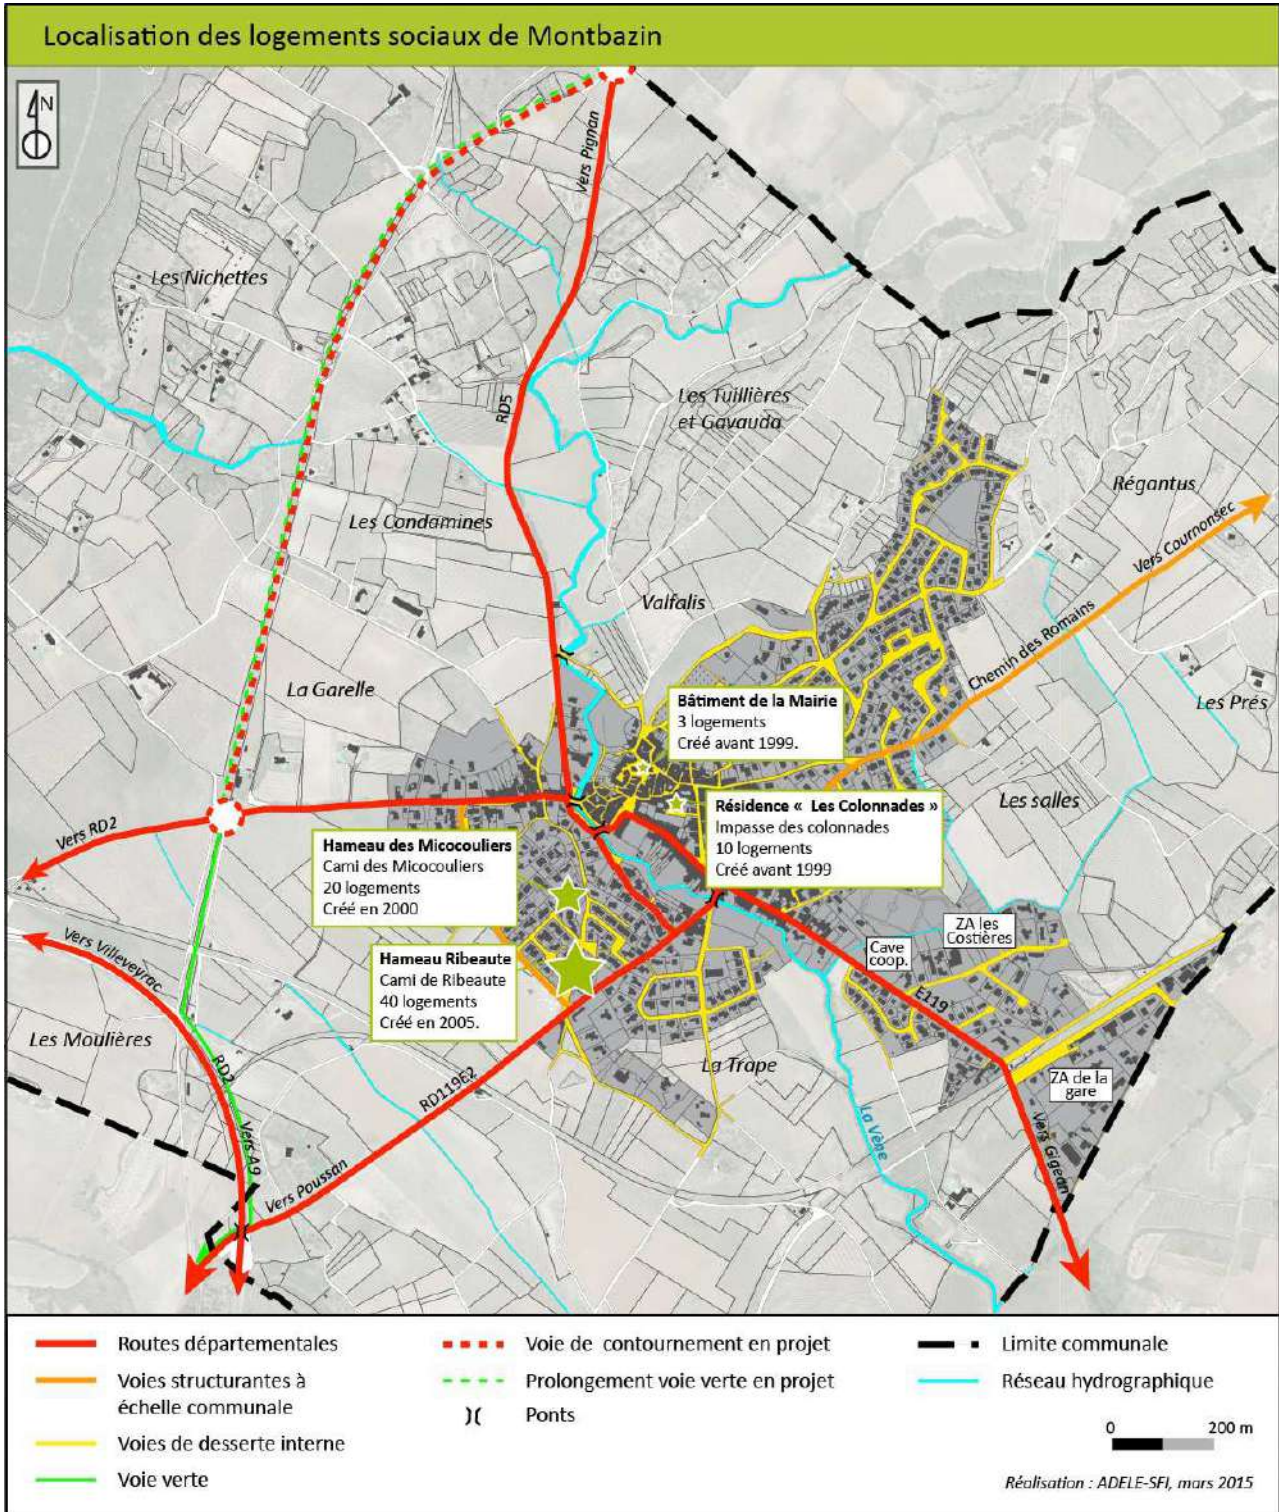 Localisation des logements sociaux de Montbazin
N
Vers Pignan
Les Nichettes
RD5
Les Tuillières
et Gavauda
Régantus
Les Condamines
Vers Cournonsec
Valfalis
Chemin des Romains
La Garelle
Les Prés
Bâtiment de la Mairie
3 logements
Créé avant 1999.
Les salles
Vers RD2
Résidence « Les Colonnades »
Impasse des colonnades
10 logements
Créé avant 1999
Hameau des Micocouliers
Cami des Micocouliers
20 logements
Créé en 2000
ZA les
Costières
Cave
coop.
Vers Villeveyrac
Hameau Ribeaute
Cami de Ribeaute
40 logements
Créé en 2005.
E119
Les Moulières
RD2
La Trape
RD119E2
ZA de la
gare
La Vène
Vers A9
Vers Gigean
Vers Poussan
Routes départementales
Voies structurantes à
échelle communale
Voies de desserte interne
Voie verte
Voie de contournement en projet
Prolongement voie verte en projet
Ponts
Limite communale
Réseau hydrographique
0 200 m
Réalisation : ADELE-SFI, mars 2015